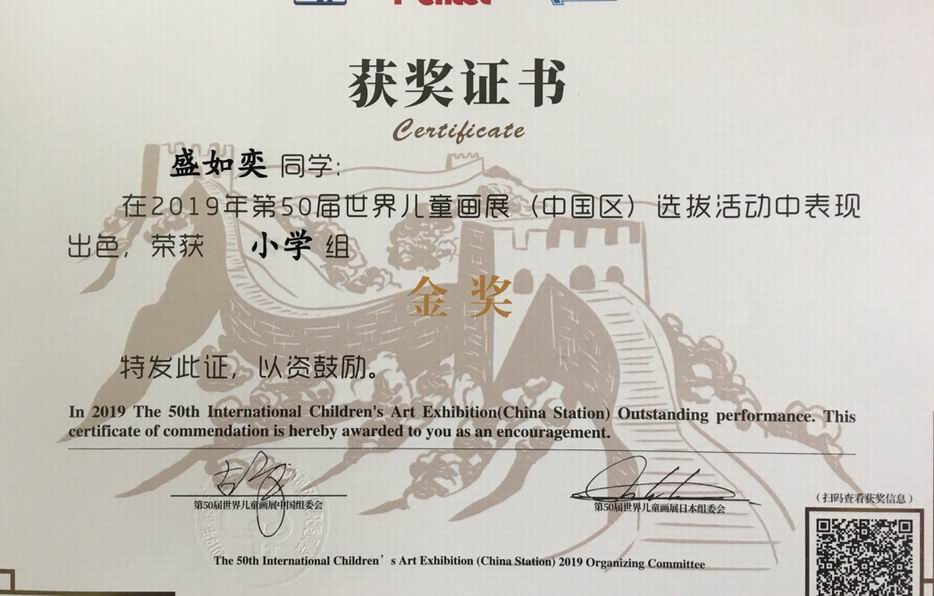 获奖证书
Certificate
盛如奕 同学：
在2019年第50届世界儿童画展（中国区）选拔活动中表现
出色，荣获 小学 组
金奖
特发此证，以资鼓励。
In 2019 The 50th International Children's Art Exhibition(China Station) Outstanding performance. This
certificate of commendation is hereby awarded to you as an encouragement.
第50届世界儿童画展中国组委会
第50届世界儿童画展日本组委会
（扫码查看获奖信息）
The 50th International Children’s Art Exhibition (China Station) 2019 Organizing Committee